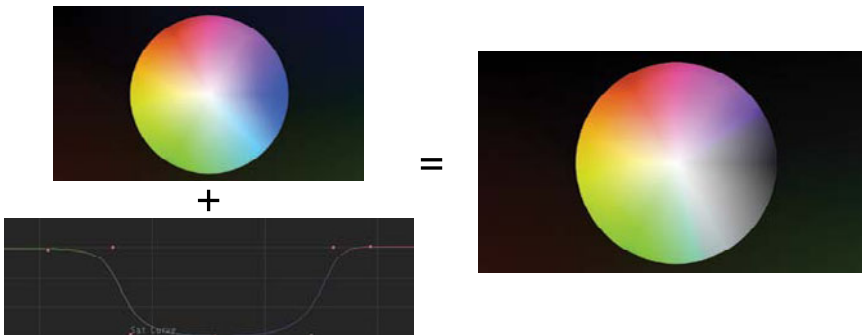 +
=
Sat Curve